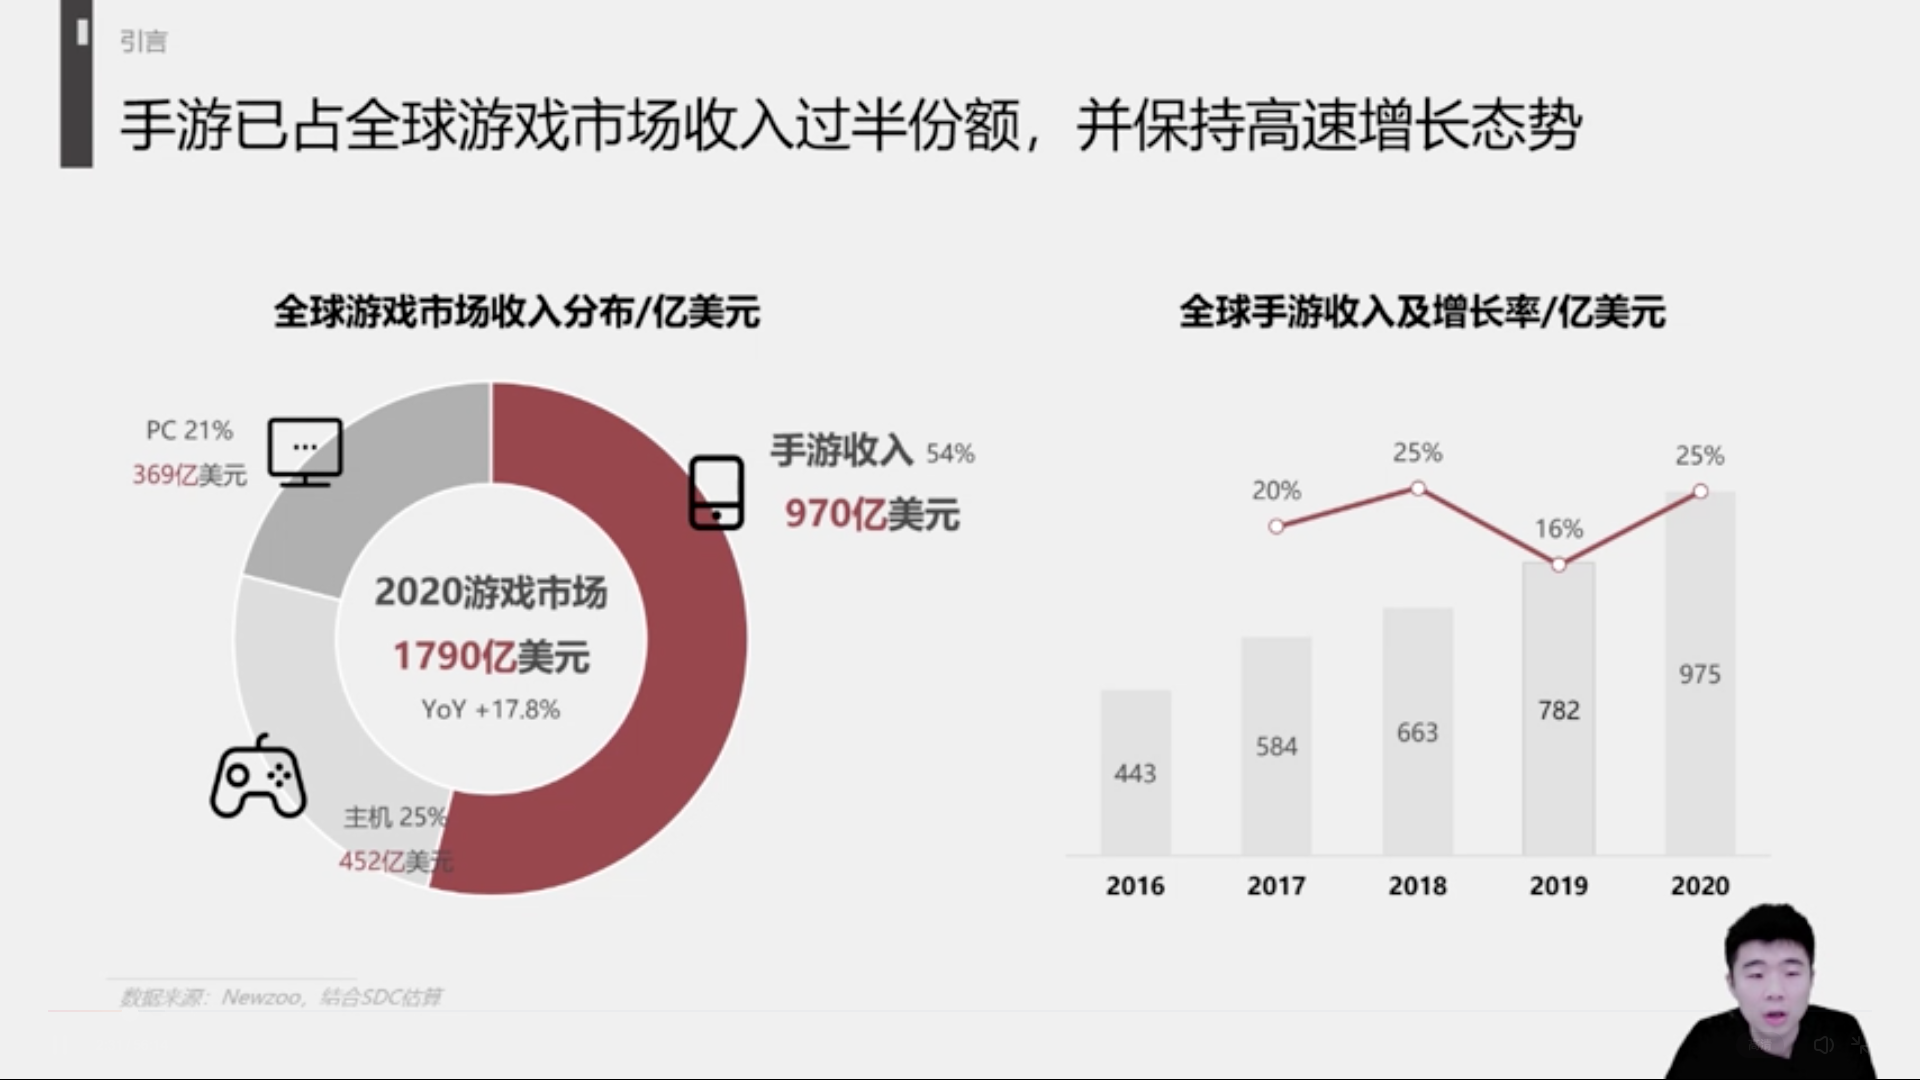 引言
手游已占全球游戏市场收入过半份额，并保持高速增长态势
全球游戏市场收入分布/亿美元
PC 21%
369亿美元
手游收入 54%
970亿美元
2020游戏市场
1790亿美元
YoY +17.8%
主机 25%
452亿美元
全球手游收入及增长率/亿美元
20%
25%
16%
25%
443
584
663
782
975
2016
2017
2018
2019
2020
数据来源：Newzoo，结合SDC估算